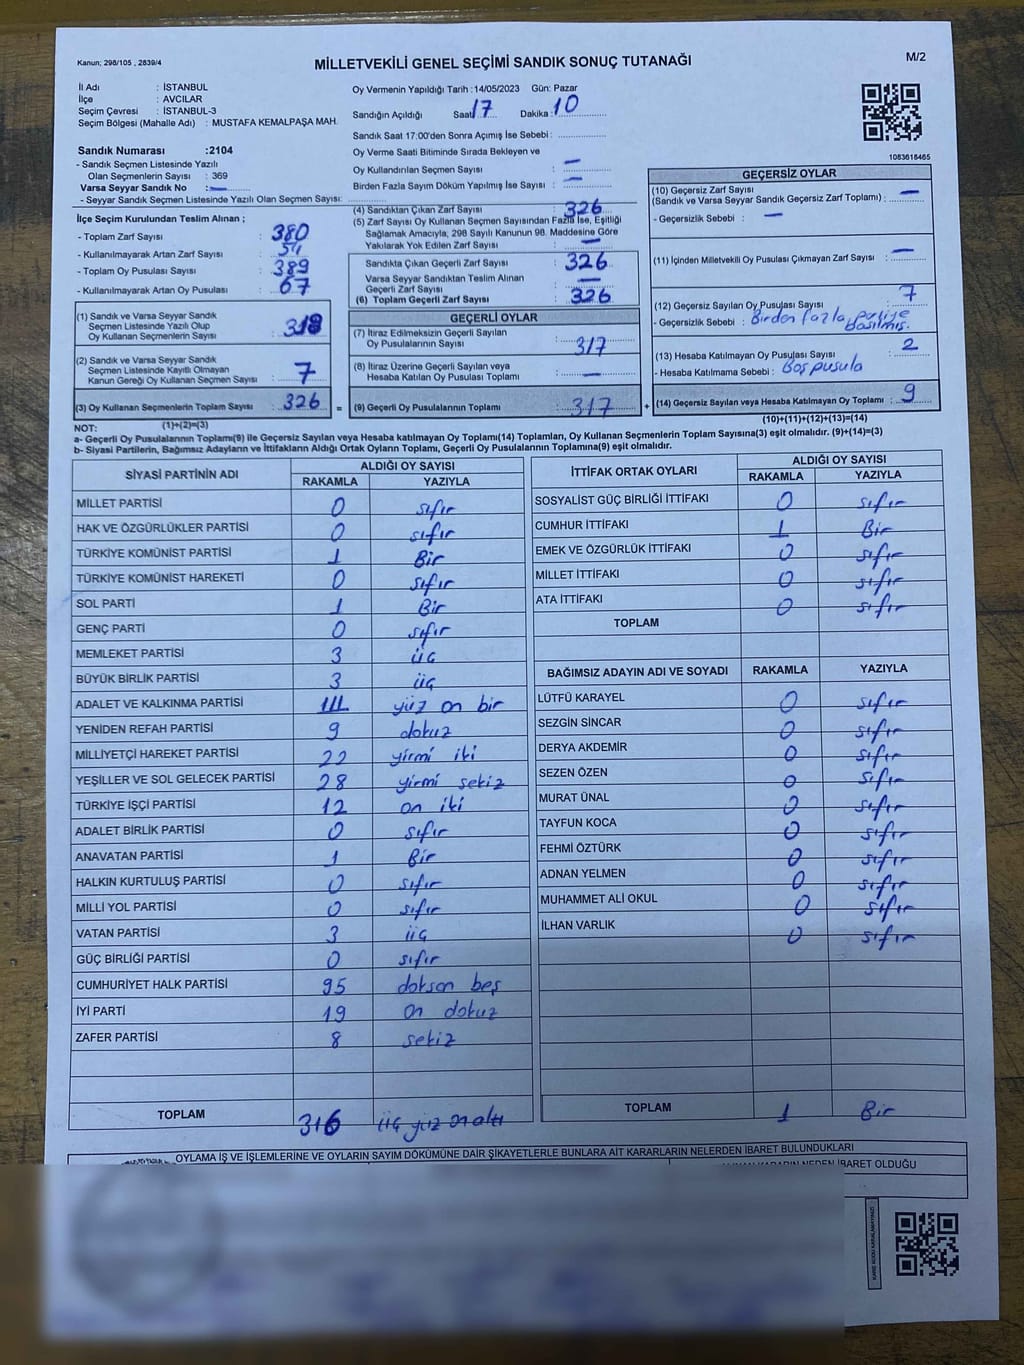 Kanun; 298/105 , 2839/4
MİLLETVEKİLİ GENEL SEÇİMİ SANDIK SONUÇ TUTANAĞI
M/2
İl Adı : İSTANBUL
İlçe : AVCILAR
Seçim Çevresi : İSTANBUL-3
Seçim Bölgesi (Mahalle Adı) : MUSTAFA KEMALPAŞA MAH.
Oy Vermenin Yapıldığı Tarih :14/05/2023 Gün: Pazar
Sandığın Açıldığı Saat: 17 Dakika : 10
Sandık Saat 17:00'den Sonra Açımış İse Sebebi :
Sandık Numarası :2104
- Sandık Seçmen Listesinde Yazılı
Olan Seçmenlerin Sayısı : 369
Varsa Seyyar Sandık No : —
- Seyyar Sandık Seçmen Listesinde Yazılı Olan Seçmen Sayısı:
Oy Verme Saati Bitiminde Sırada Bekleyen ve
Oy Kullandırılan Seçmen Sayısı : —
Birden Fazla Sayım Döküm Yapılmış İse Sayısı : —
1083618465
İlçe Seçim Kurulundan Teslim Alınan ;
- Toplam Zarf Sayısı : 380
- Kullanılmayarak Artan Zarf Sayısı : 54
- Toplam Oy Pusulası Sayısı : 389
- Kullanılmayarak Artan Oy Pusulası : 67
(1) Sandık ve Varsa Seyyar Sandık
Seçmen Listesinde Yazılı Olup
Oy Kullanan Seçmenlerin Sayısı :
(2) Sandık ve Varsa Seyyar Sandık
Seçmen Listesinde Kayıtlı Olmayan
Kanun Gereği Oy Kullanan Seçmen Sayısı : 7
(3) Oy Kullanan Seçmenlerin Toplam Sayısı : 326 =
(1)+(2)=(3)
(4) Sandıktan Çıkan Zarf Sayısı : 326
(5) Zarf Sayısı Oy Kullanan Seçmen Sayısından Fazla İse, Eşitliği
Sağlamak Amacıyla, 298 Sayılı Kanunun 98. Maddesine Göre
Yakılarak Yok Edilen Zarf Sayısı : —
Sandıkta Çıkan Geçerli Zarf Sayısı : 326
Varsa Seyyar Sandıktan Teslim Alınan
Geçerli Zarf Sayısı : —
(6) Toplam Geçerli Zarf Sayısı : 326
GEÇERLİ OYLAR
(7) İtiraz Edilmeksizin Geçerli Sayılan
Oy Pusulalarının Sayısı : 317
(8) İtiraz Üzerine Geçerli Sayılan veya
Hesaba Katılan Oy Pusulası Toplamı : —
(9) Geçerli Oy Pusulalarının Toplamı : 317 +
GEÇERSİZ OYLAR
(10) Geçersiz Zarf Sayısı
(Sandık ve Varsa Seyyar Sandık Geçersiz Zarf Toplamı) : —
- Geçersizlik Sebebi : —
(11) İçinden Milletvekili Oy Pusulası Çıkmayan Zarf Sayısı : —
(12) Geçersiz Sayılan Oy Pusulası Sayısı : 7
- Geçersizlik Sebebi : Birden fazla partiye
basılmış.
(13) Hesaba Katılmayan Oy Pusulası Sayısı : 2
- Hesaba Katılmama Sebebi : Boş pusula
(14) Geçersiz Sayılan veya Hesaba Katılmayan Oy Toplamı : 9
(10)+(11)+(12)+(13)=(14)
NOT:
a- Geçerli Oy Pusulalarının Toplamı(9) ile Geçersiz Sayılan veya Hesaba katılmayan Oy Toplamı(14) Toplamları, Oy Kullanan Seçmenlerin Toplam Sayısına(3) eşit olmalıdır. (9)+(14)=(3)
b- Siyasi Partilerin, Bağımsız Adayların ve İttifakların Aldığı Ortak Oyların Toplamı, Geçerli Oy Pusulalarının Toplamına(9) eşit olmalıdır.
SİYASİ PARTİNİN ADI ALDIĞI OY SAYISI
RAKAMLA YAZIYLA
MİLLET PARTİSİ 0 sıfır
HAK VE ÖZGÜRLÜKLER PARTİSİ 0 sıfır
TÜRKİYE KOMÜNİST PARTİSİ 1 Bir
TÜRKİYE KOMÜNİST HAREKETİ 0 sıfır
SOL PARTİ 1 Bir
GENÇ PARTİ 0 sıfır
MEMLEKET PARTİSİ 3 üç
BÜYÜK BİRLİK PARTİSİ 3 üç
ADALET VE KALKINMA PARTİSİ 111 yüz on bir
YENİDEN REFAH PARTİSİ 9 dokuz
MİLLİYETÇİ HAREKET PARTİSİ 22 yirmi iki
YEŞİLLER VE SOL GELECEK PARTİSİ 28 yirmi sekiz
TÜRKİYE İŞÇİ PARTİSİ 12 on iki
ADALET BİRLİK PARTİSİ 0 sıfır
ANAVATAN PARTİSİ 1 Bir
HALKIN KURTULUŞ PARTİSİ 0 sıfır
MİLLİ YOL PARTİSİ 0 sıfır
VATAN PARTİSİ 3 üç
GÜÇ BİRLİĞİ PARTİSİ 0 sıfır
CUMHURİYET HALK PARTİSİ 95 doksan beş
İYİ PARTİ 19 on dokuz
ZAFER PARTİSİ 8 sekiz
TOPLAM 316 üç yüz on altı
İTTİFAK ORTAK OYLARI ALDIĞI OY SAYISI
RAKAMLA YAZIYLA
SOSYALİST GÜÇ BİRLİĞİ İTTİFAKI 0 sıfır
CUMHUR İTTİFAKI 1 Bir
EMEK VE ÖZGÜRLÜK İTTİFAKI 0 sıfır
MİLLET İTTİFAKI 0 sıfır
ATA İTTİFAKI 0 sıfır
TOPLAM
BAĞIMSIZ ADAYIN ADI VE SOYADI RAKAMLA YAZIYLA
LÜTFÜ KARAYEL 0 sıfır
SEZGİN SİNCAR 0 sıfır
DERYA AKDEMİR 0 sıfır
SEZEN ÖZEN 0 sıfır
MURAT ÜNAL 0 sıfır
TAYFUN KOCA 0 sıfır
FEHMİ ÖZTÜRK 0 sıfır
ADNAN YELMEN 0 sıfır
MUHAMMET ALİ OKUL 0 sıfır
İLHAN VARLIK 0 sıfır
TOPLAM 1 Bir
OYLAMA İŞ VE İŞLEMLERİNE VE OYLARIN SAYIM DÖKÜMÜNE DAİR ŞİKAYETLERLE BUNLARA AİT KARARLARIN NELERDEN İBARET BULUNDUKLARI
KARARIN NEDEN İBARET OLDUĞU